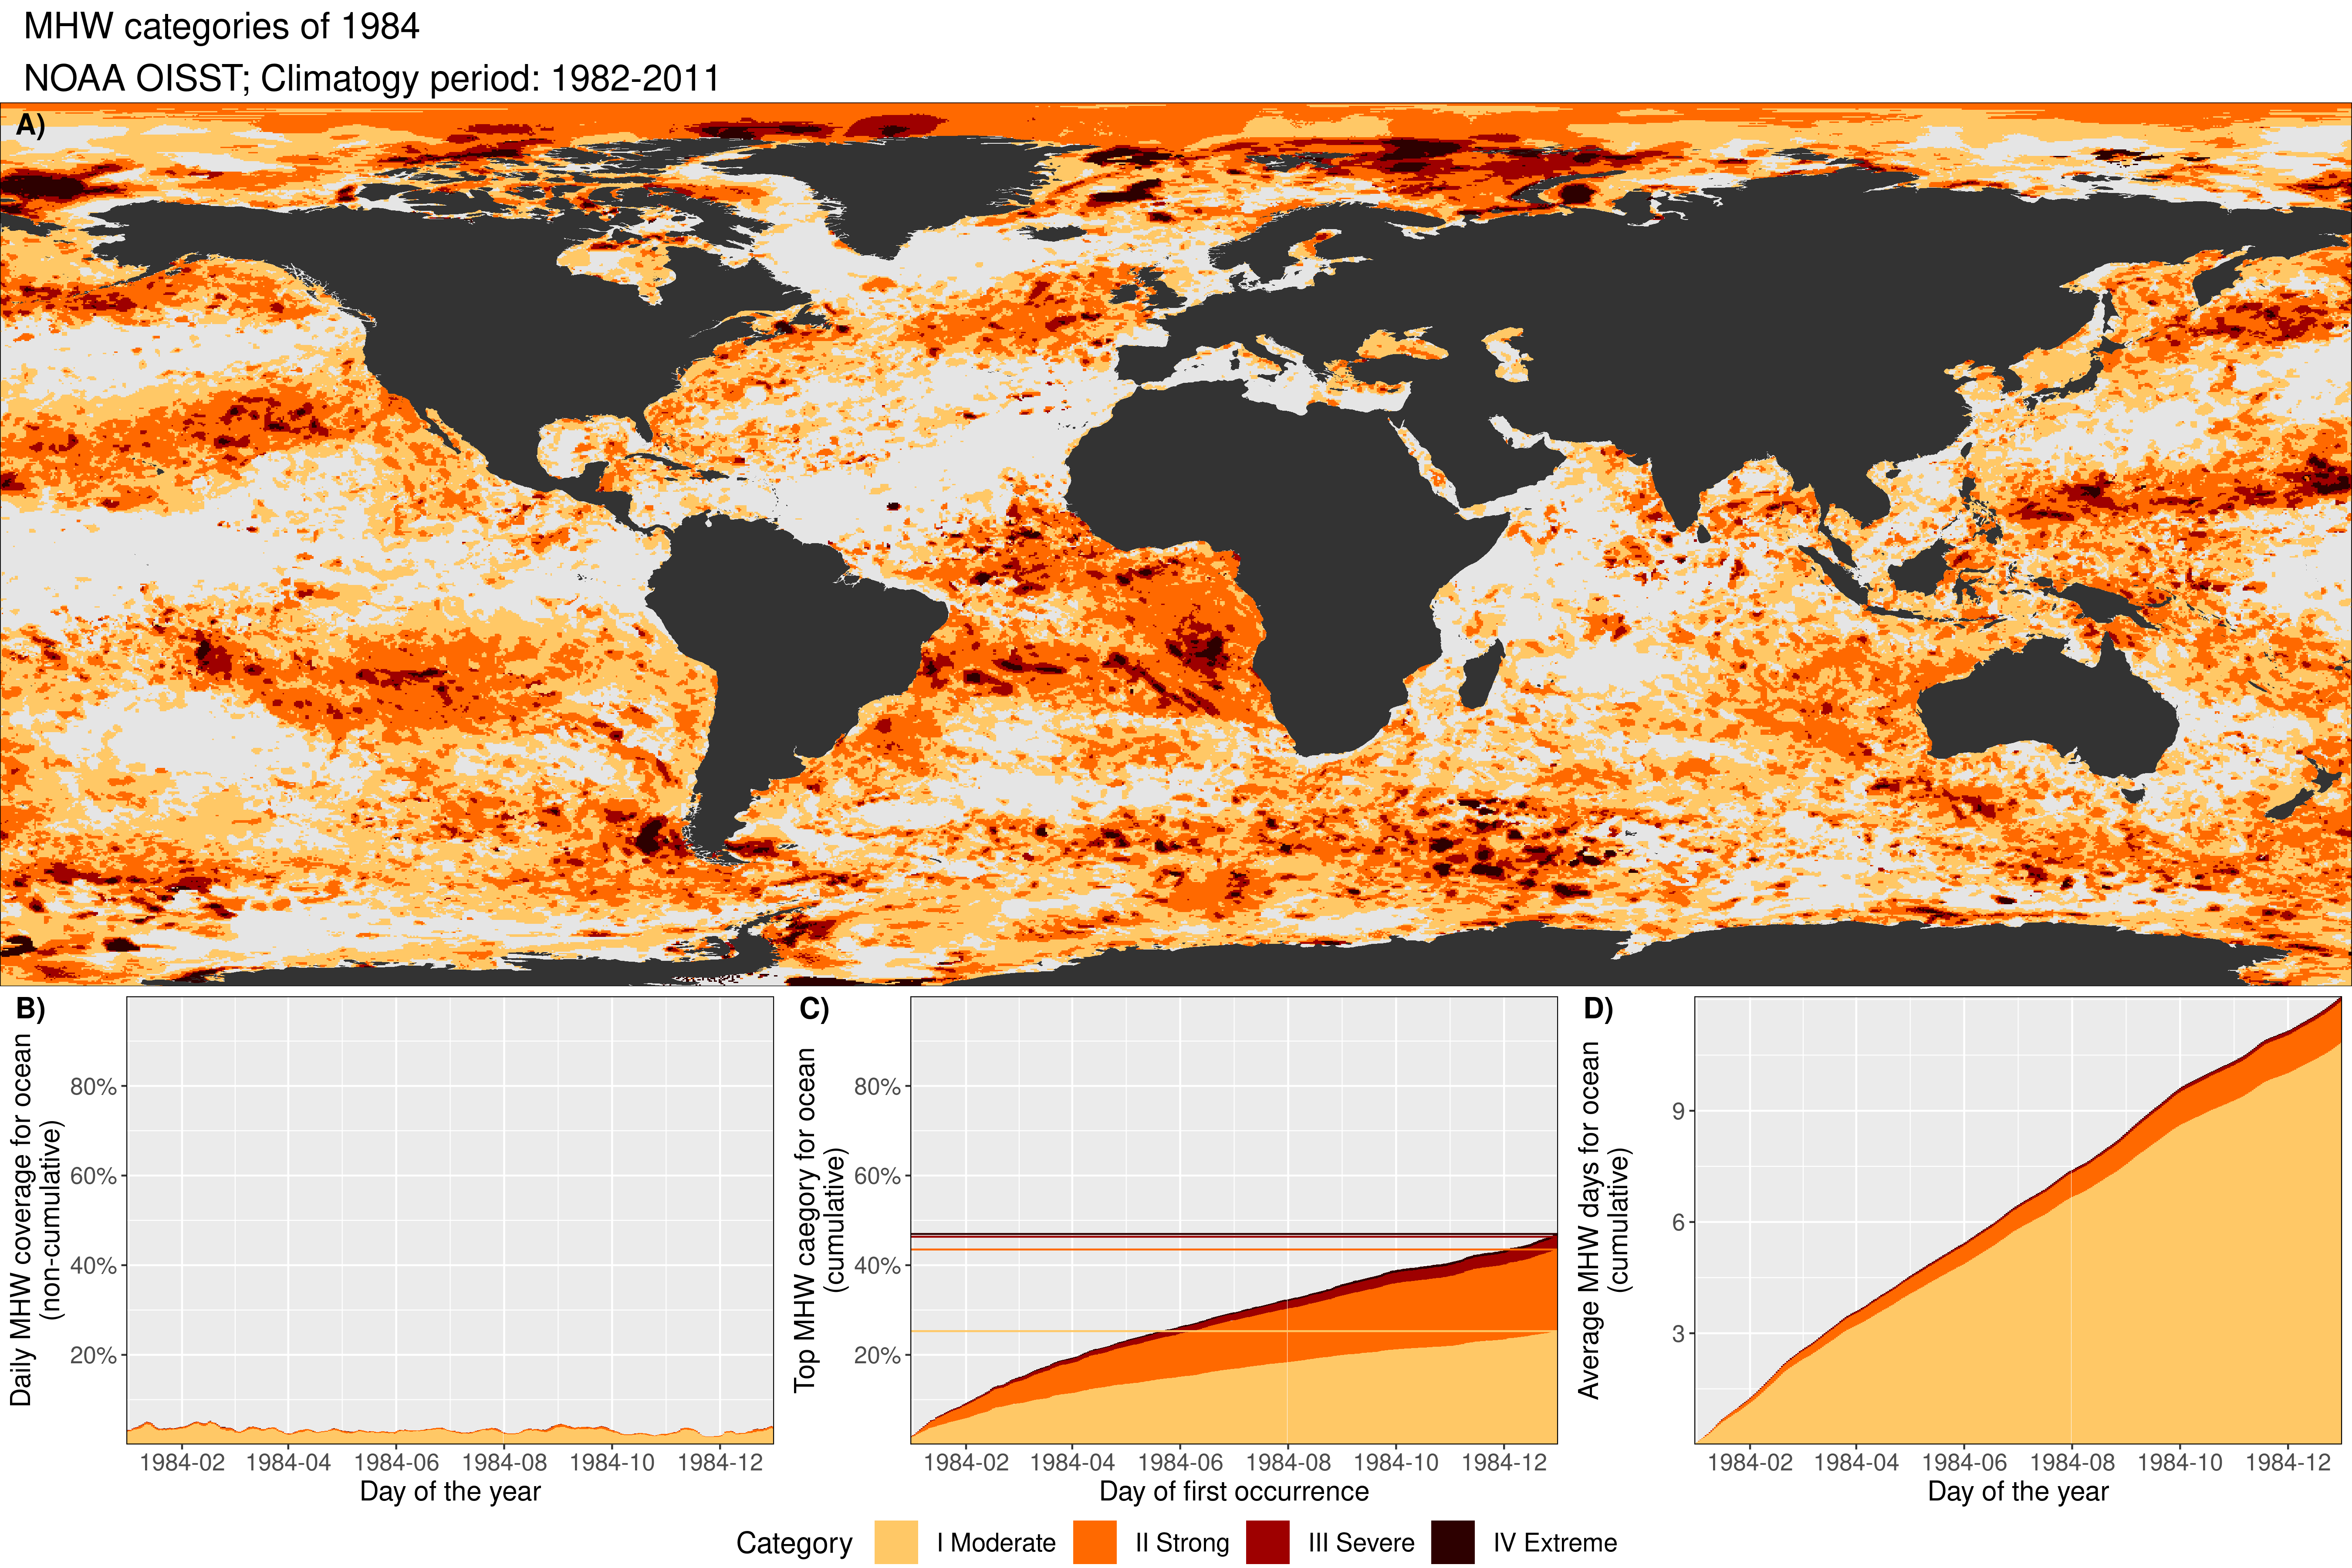 MHW categories of 1984
NOAA OISST; Climatogy period: 1982-2011
A)
B)
Daily MHW coverage for ocean
(non-cumulative)
80%
60%
40%
20%
1984-02 1984-04 1984-06 1984-08 1984-10 1984-12
Day of the year
C)
Top MHW category for ocean
(cumulative)
80%
60%
40%
20%
1984-02 1984-04 1984-06 1984-08 1984-10 1984-12
Day of first occurrence
D)
Average MHW days for ocean
(cumulative)
9
6
3
1984-02 1984-04 1984-06 1984-08 1984-10 1984-12
Day of the year
Category I Moderate II Strong III Severe IV Extreme